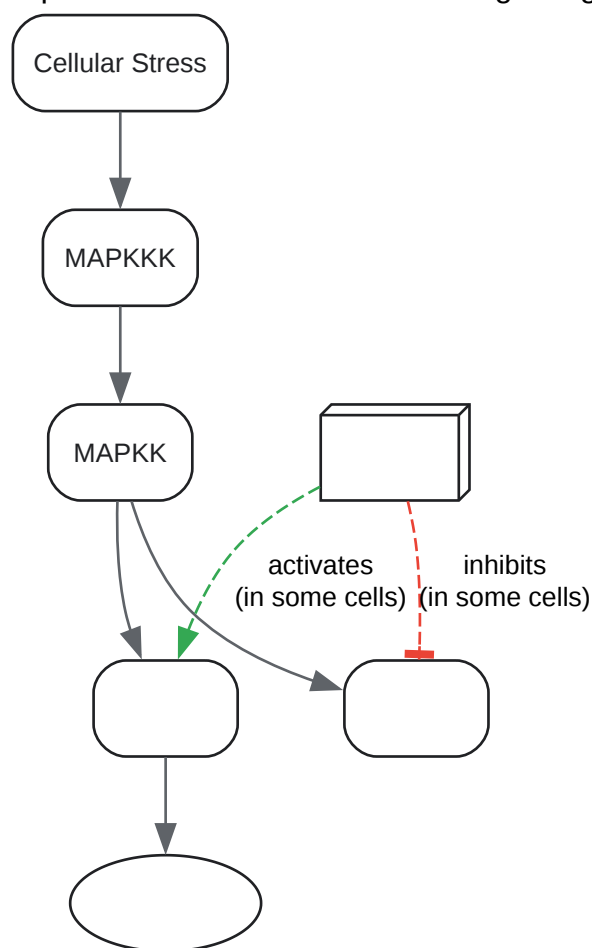 Cellular Stress
MAPKKK
MAPKK
activates
(in some cells)
inhibits
(in some cells)